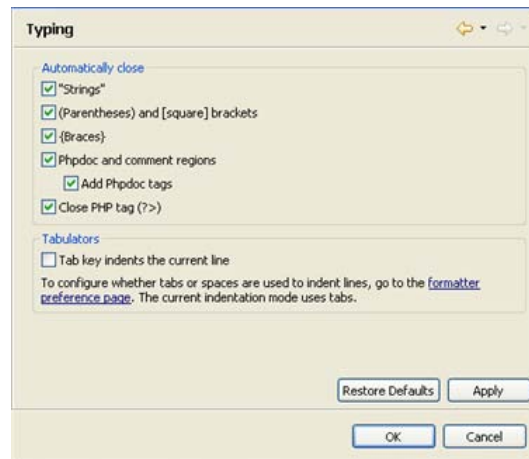 Typing
Automatically close
"Strings"
(Parentheses) and [square] brackets
{Braces}
Phpdoc and comment regions
Add Phpdoc tags
Close PHP tag (?>)
Tabulators
Tab key indents the current line
To configure whether tabs or spaces are used to indent lines, go to the formatter
preference page. The current indentation mode uses tabs.
Restore Defaults Apply
OK Cancel